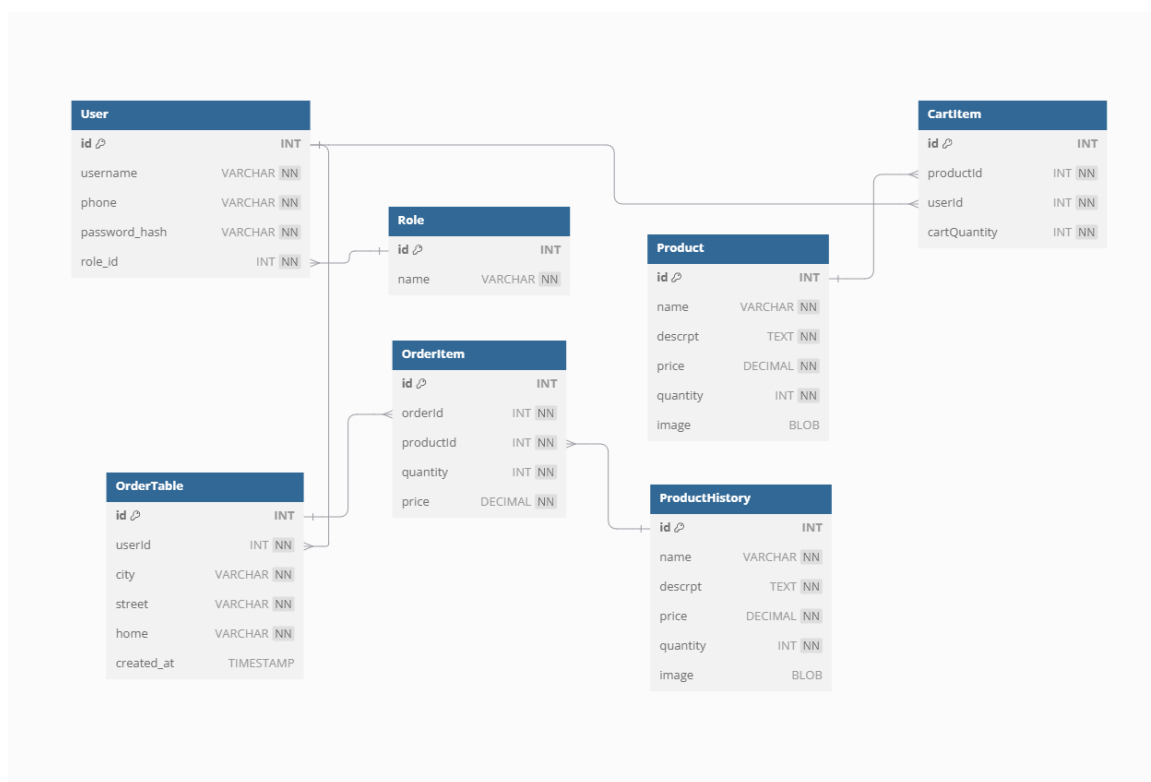 User
id INT
username VARCHAR NN
phone VARCHAR NN
password_hash VARCHAR NN
role_id INT NN
Role
id INT
name VARCHAR NN
CartItem
id INT
productId INT NN
userId INT NN
cartQuantity INT NN
Product
id INT
name VARCHAR NN
descrpt TEXT NN
price DECIMAL NN
quantity INT NN
image BLOB
OrderItem
id INT
orderId INT NN
productId INT NN
quantity INT NN
price DECIMAL NN
OrderTable
id INT
userId INT NN
city VARCHAR NN
street VARCHAR NN
home VARCHAR NN
created_at TIMESTAMP
ProductHistory
id INT
name VARCHAR NN
descrpt TEXT NN
price DECIMAL NN
quantity INT NN
image BLOB